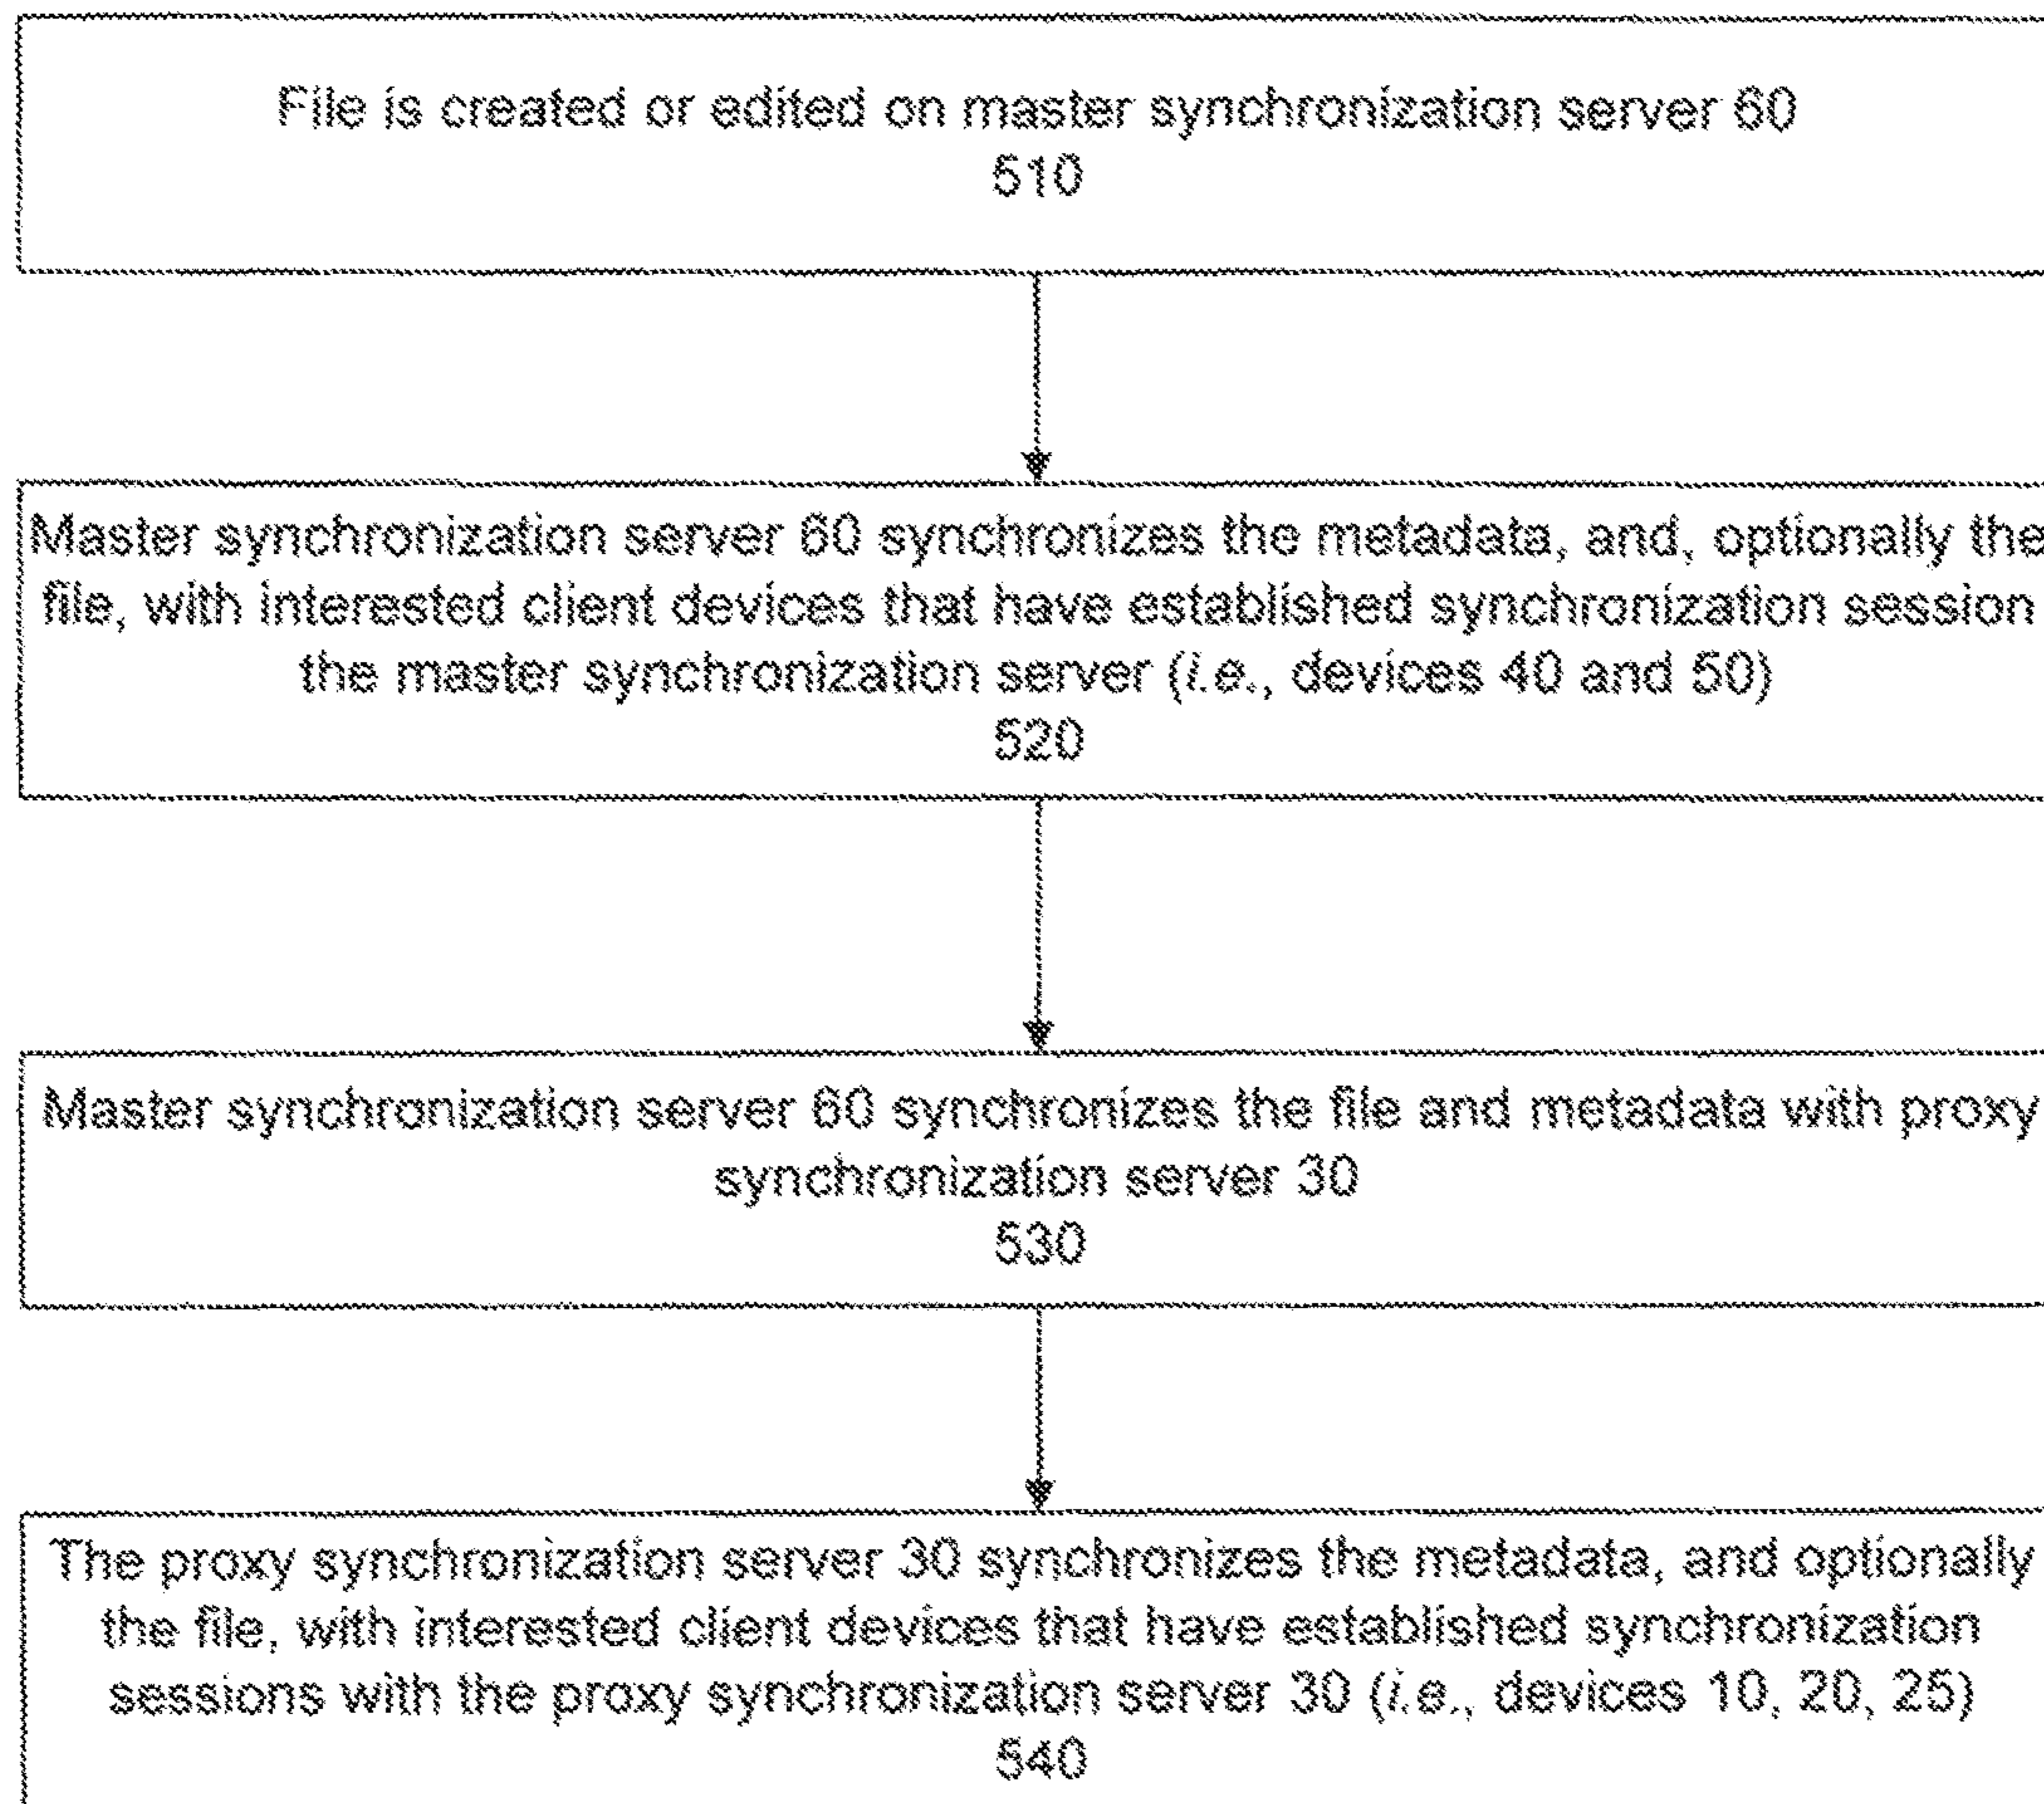 File is created or edited on master synchronization server 60
510
Master synchronization server 60 synchronizes the metadata, and, optionally the
file, with interested client devices that have established synchronization session
the master synchronization server (i.e., devices 40 and 50)
520
Master synchronization server 60 synchronizes the file and metadata with proxy
synchronization server 30
530
The proxy synchronization server 30 synchronizes the metadata, and optionally
the file, with interested client devices that have established synchronization
sessions with the proxy synchronization server 30 (i.e., devices 10, 20, 25)
540